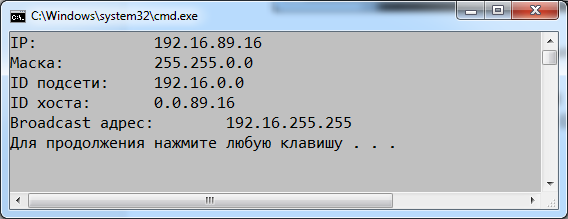 C:\Windows\system32\cmd.exe
IP: 192.16.89.16
Маска: 255.255.0.0
ID подсети: 192.16.0.0
ID хоста: 0.0.89.16
Broadcast адрес: 192.16.255.255
Для продолжения нажмите любую клавишу . . .